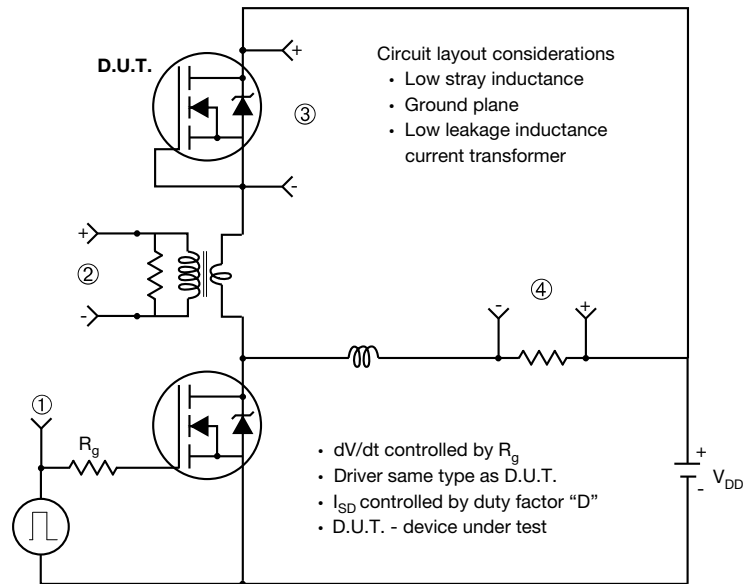 D.U.T.
+
Circuit layout considerations
• Low stray inductance
• Ground plane
• Low leakage inductance
current transformer
③
-
+
②
-
④
-
+
①
R_g
• dV/dt controlled by R_g
• Driver same type as D.U.T.
• I_SD controlled by duty factor “D”
• D.U.T. - device under test
+
-
V_DD